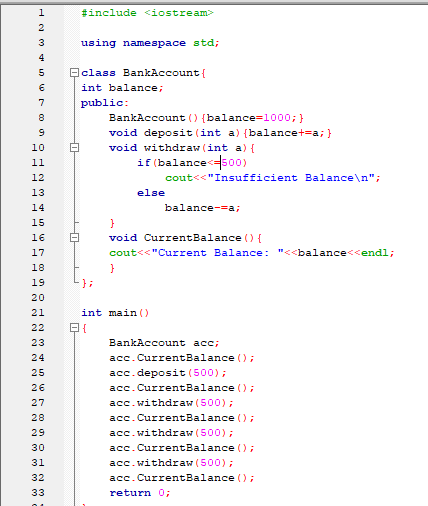 1 #include <iostream>
2
3 using namespace std;
4
5 class BankAccount{
6 int balance;
7 public:
8 BankAccount(){balance=1000;}
9 void deposit(int a){balance+=a;}
10 void withdraw(int a){
11 if(balance<=500)
12 cout<<"Insufficient Balance\n";
13 else
14 balance-=a;
15 }
16 void CurrentBalance(){
17 cout<<"Current Balance: "<<balance<<endl;
18 }
19 };
20
21 int main()
22 {
23 BankAccount acc;
24 acc.CurrentBalance();
25 acc.deposit(500);
26 acc.CurrentBalance();
27 acc.withdraw(500);
28 acc.CurrentBalance();
29 acc.withdraw(500);
30 acc.CurrentBalance();
31 acc.withdraw(500);
32 acc.CurrentBalance();
33 return 0;